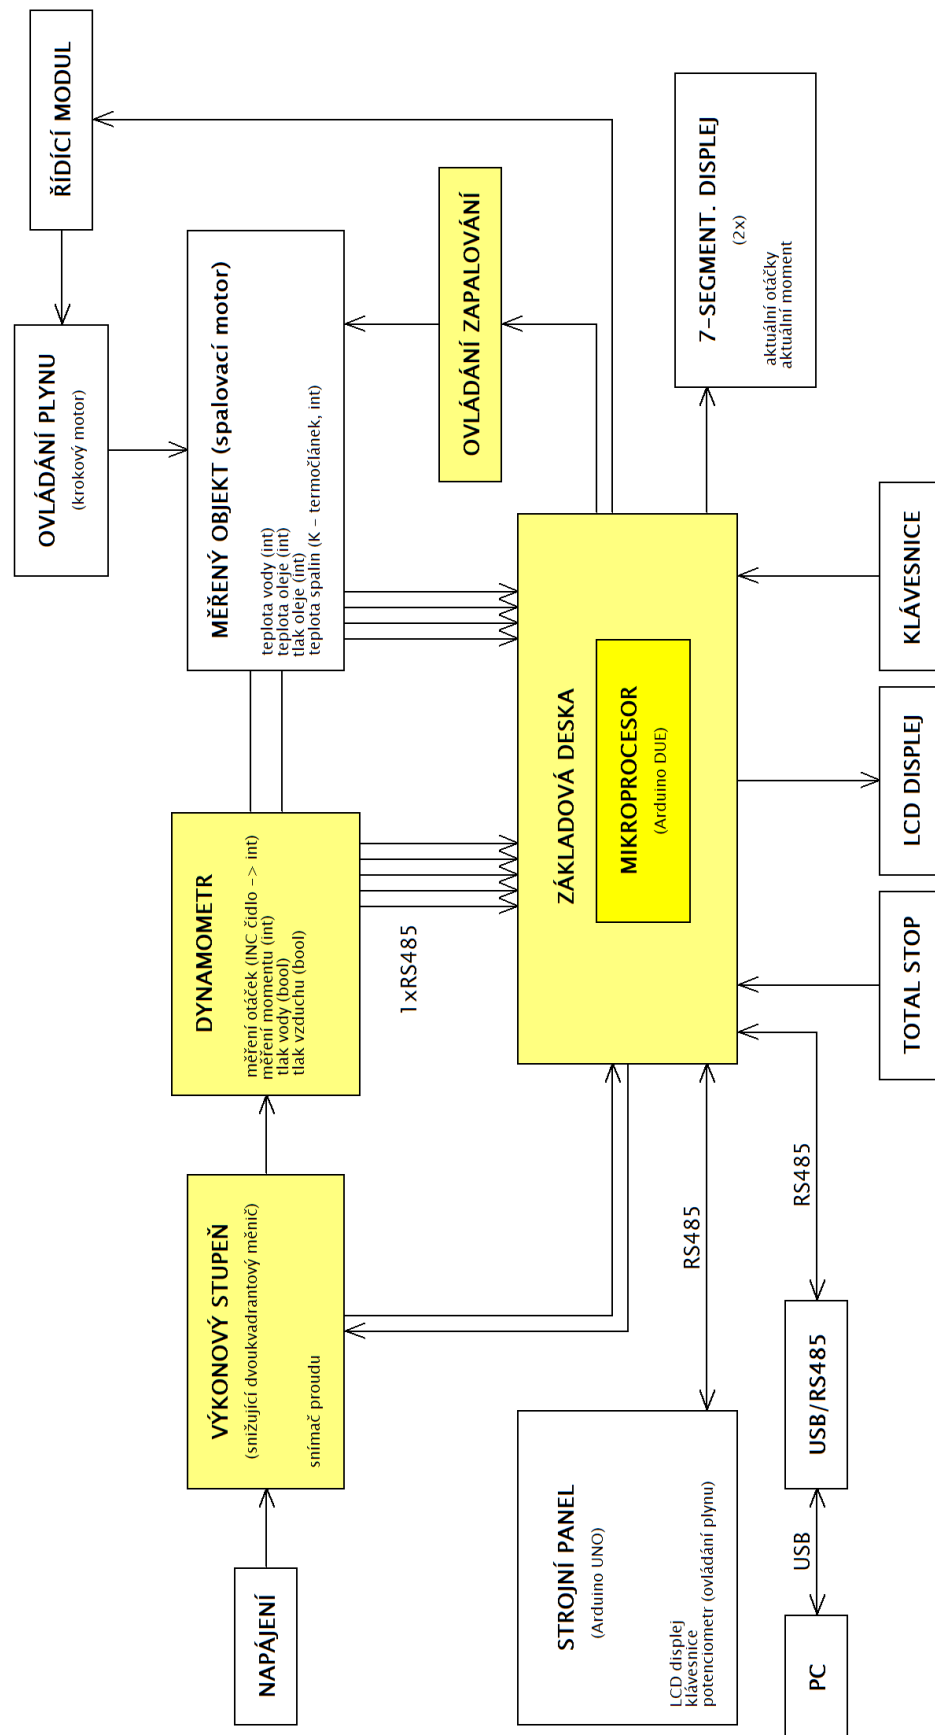 ŘÍDÍCÍ MODUL
OVLÁDÁNÍ PLYNU
(krokový motor)
MĚŘENÝ OBJEKT (spalovací motor)
teplota vody (int)
teplota oleje (int)
tlak oleje (int)
teplota spalin (K – termočlánek, int)
OVLÁDÁNÍ ZAPALOVÁNÍ
7–SEGMENT. DISPLEJ
(2x)
aktuální otáčky
aktuální moment
DYNAMOMETR
měření otáček (INC čidlo –> int)
měření momentu (int)
tlak vody (bool)
tlak vzduchu (bool)
1xRS485
ZÁKLADOVÁ DESKA
MIKROPROCESOR
(Arduino DUE)
KLÁVESNICE
LCD DISPLEJ
TOTAL STOP
VÝKONOVÝ STUPEŇ
(snižující dvoukvadrantový měnič)
snímač proudu
NAPÁJENÍ
RS485
RS485
STROJNÍ PANEL
(Arduino UNO)
LCD displej
klávesnice
potenciometr (ovládání plynu)
USB/RS485
USB
PC